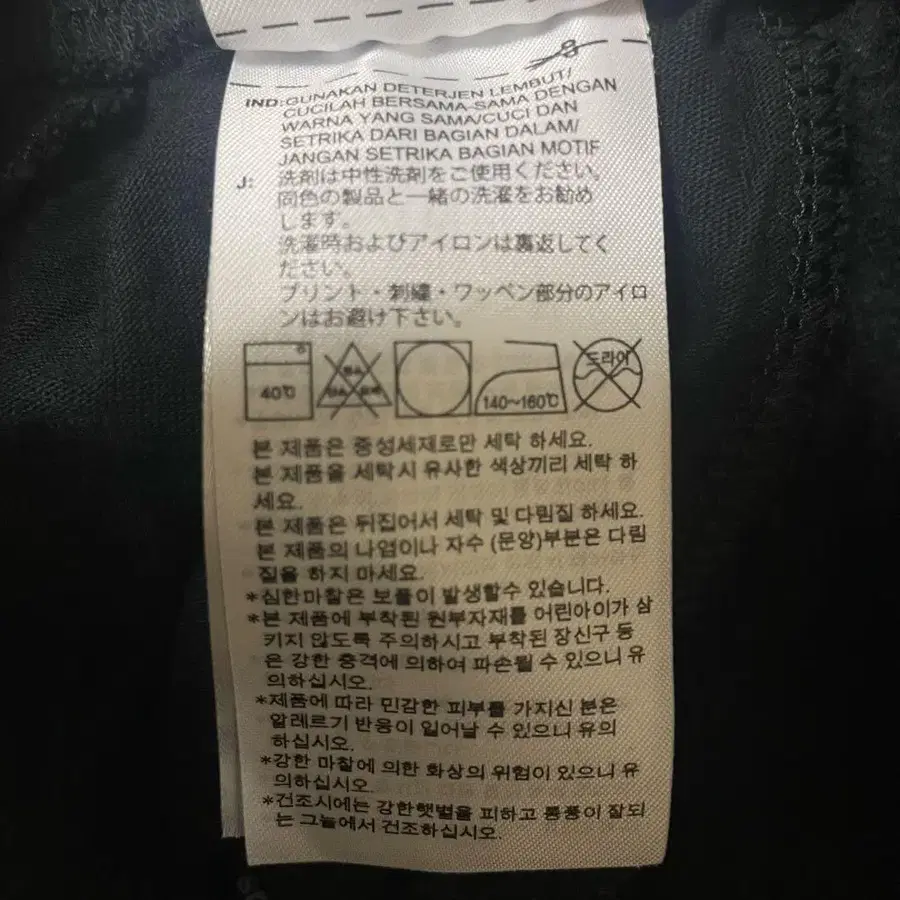 IND:GUNAKAN DETERJEN LEMBUT/
CUCILAH BERSAMA-SAMA DENGAN
WARNA YANG SAMA/CUCI DAN
SETRIKA DARI BAGIAN DALAM/
JANGAN SETRIKA BAGIAN MOTIF
J: 洗剤は中性洗剤をご使用ください。
同色の製品と一緒の洗濯をお勧め
します。
洗濯時およびアイロンは裏返してく
ださい。
プリント・刺繍・ワッペン部分のアイロ
ンはお避け下さい。
40℃
140~160℃
드라이
본 제품은 중성세제로만 세탁 하세요.
본 제품을 세탁시 유사한 색상끼리 세탁 하
세요.
본 제품은 뒤집어서 세탁 및 다림질 하세요.
본 제품의 나염이나 자수 (문양)부분은 다림
질을 하지 마세요.
*심한마찰은 보풀이 발생할수 있습니다.
*본 제품에 부착된 원부자재를 어린아이가 삼
키지 않도록 주의하시고 부착된 장신구 등
은 강한 충격에 의하여 파손될 수 있으니 유
의하십시오.
*제품에 따라 민감한 피부를 가지신 분은
알레르기 반응이 일어날 수 있으니 유의
하십시오.
*강한 마찰에 의한 화상의 위험이 있으니 유
의하십시오.
*건조시에는 강한햇볕을 피하고 통풍이 잘되
는 그늘에서 건조하십시오.